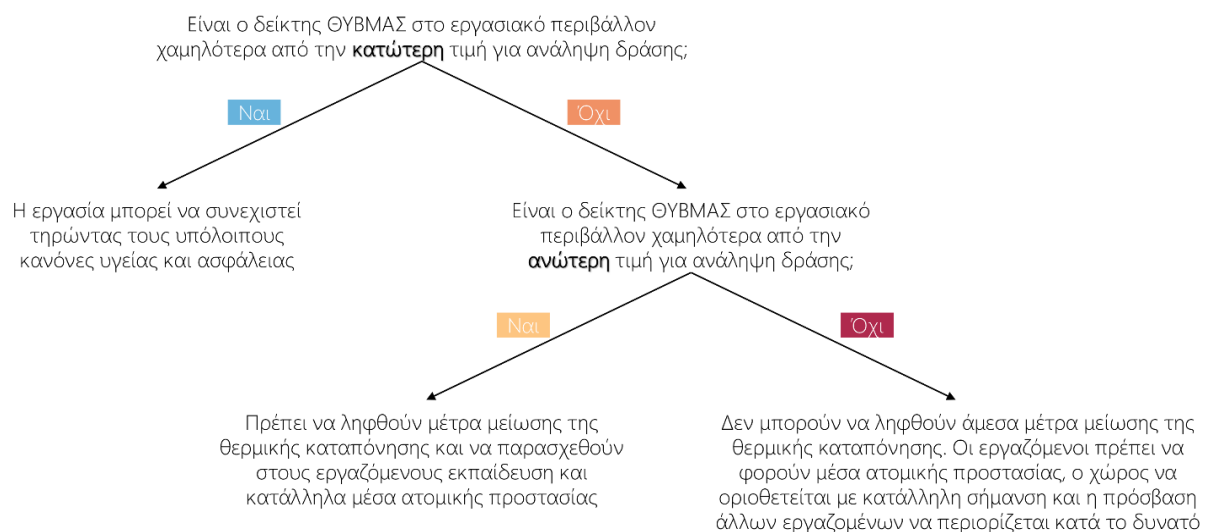 Είναι ο δείκτης ΘΥΒΜΑΣ στο εργασιακό περιβάλλον
χαμηλότερα από την κατώτερη τιμή για ανάληψη δράσης;
Ναι
Όχι
Η εργασία μπορεί να συνεχιστεί
τηρώντας τους υπόλοιπους
κανόνες υγείας και ασφάλειας
Είναι ο δείκτης ΘΥΒΜΑΣ στο εργασιακό
περιβάλλον χαμηλότερα από την
ανώτερη τιμή για ανάληψη δράσης;
Ναι
Όχι
Πρέπει να ληφθούν μέτρα μείωσης της
θερμικής καταπόνησης και να παρασχεθούν
στους εργαζόμενους εκπαίδευση και
κατάλληλα μέσα ατομικής προστασίας
Δεν μπορούν να ληφθούν άμεσα μέτρα μείωσης της
θερμικής καταπόνησης. Οι εργαζόμενοι πρέπει να
φορούν μέσα ατομικής προστασίας, ο χώρος να
οριοθετείται με κατάλληλη σήμανση και η πρόσβαση
άλλων εργαζομένων να περιορίζεται κατά το δυνατό